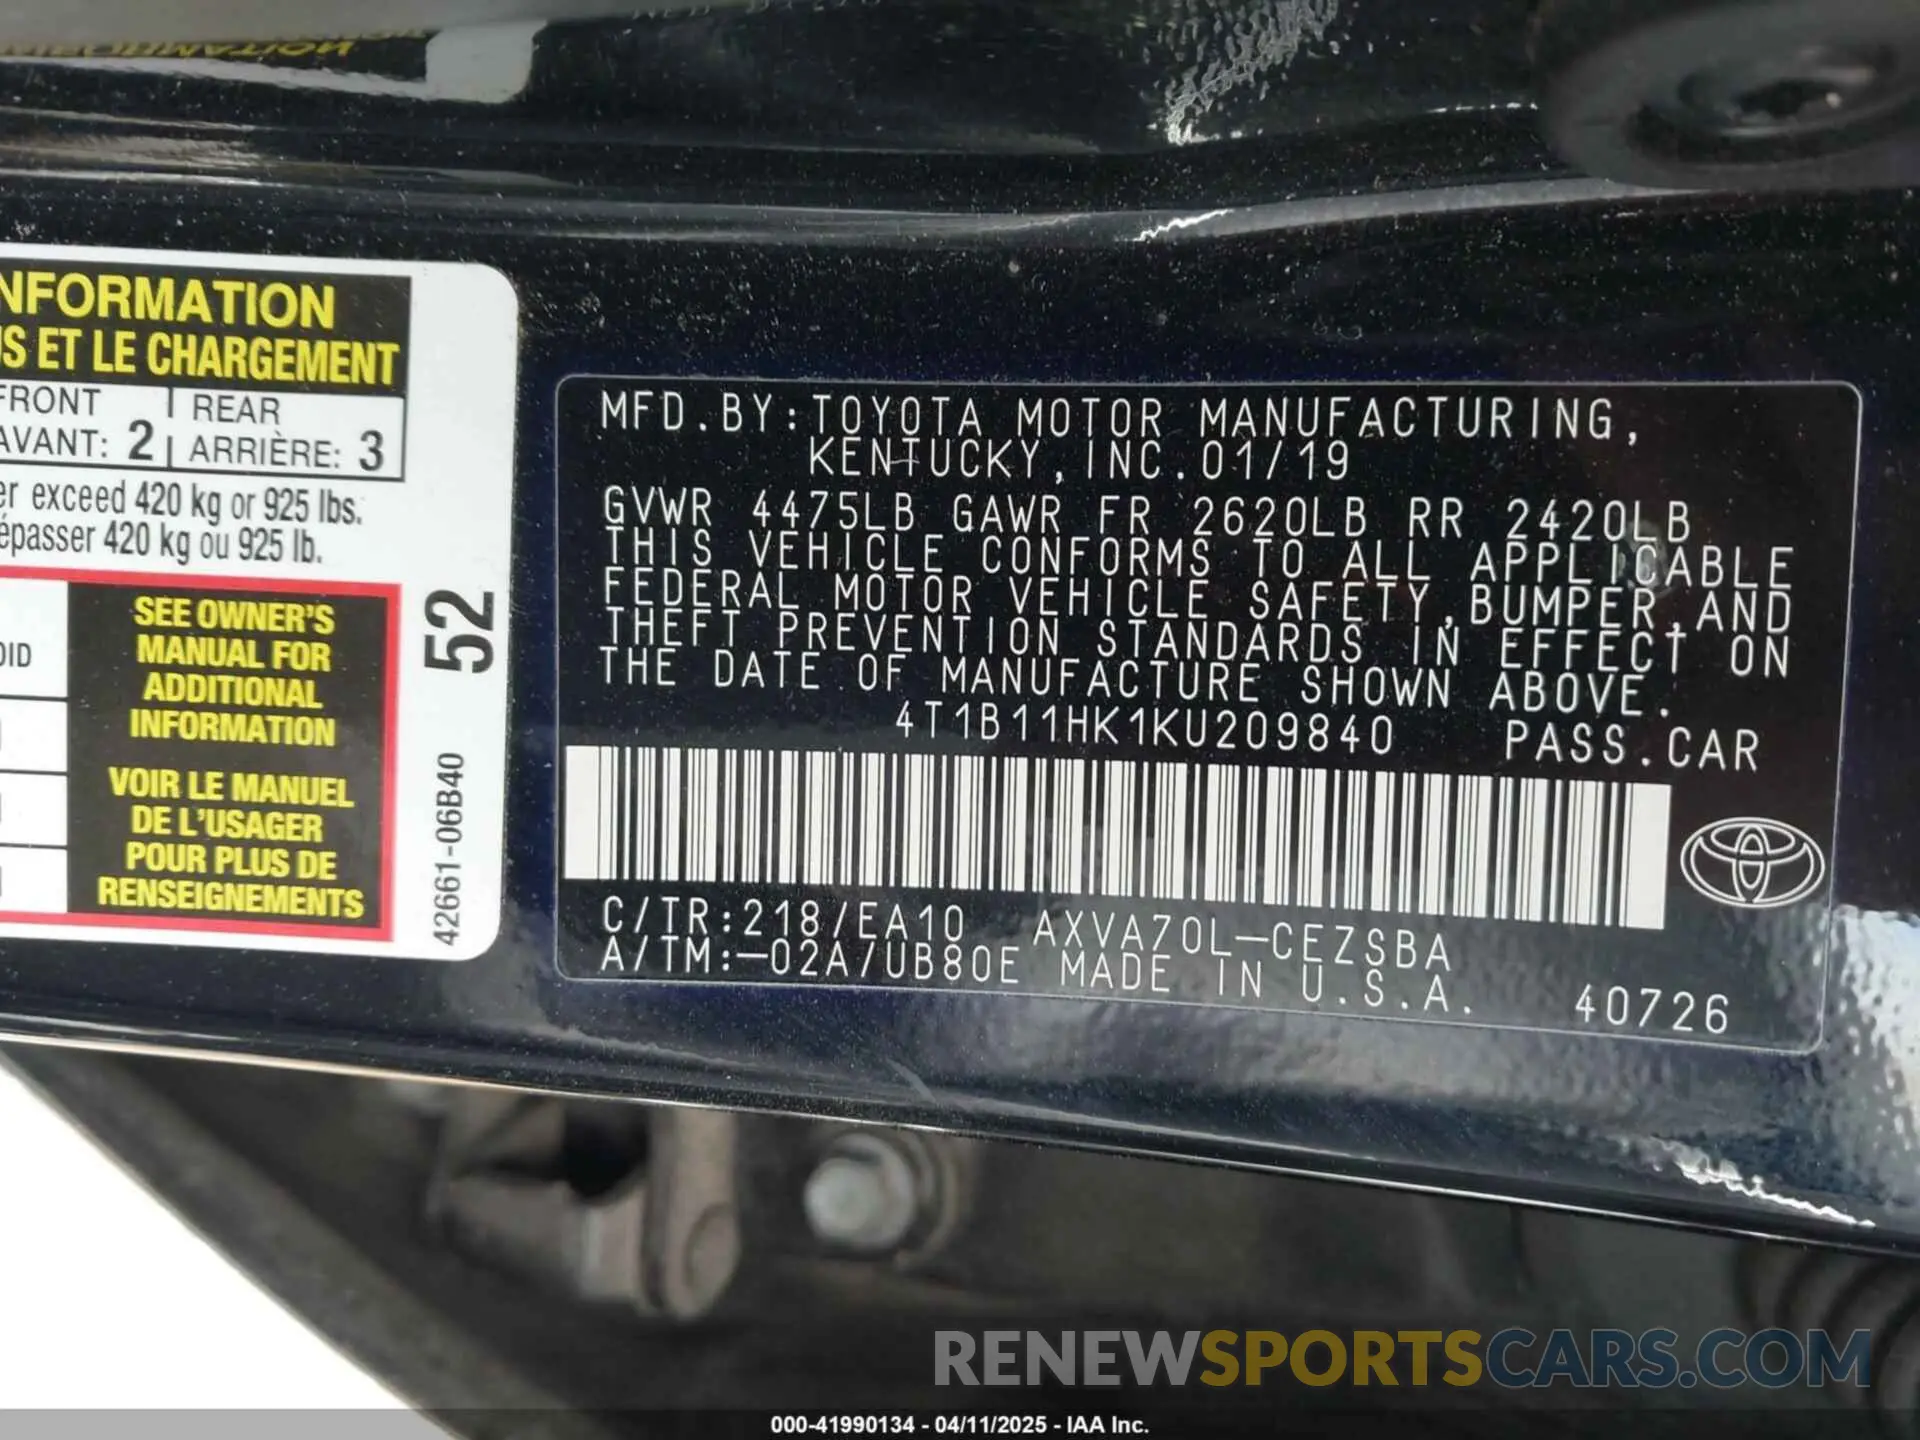 NFORMATION
US ET LE CHARGEMENT
FRONT
REAR
AVANT: 2
ARRIÈRE: 3
er exceed 420 kg or 925 lbs.
épasser 420 kg ou 925 lb.
OID
SEE OWNER'S
MANUAL FOR
ADDITIONAL
INFORMATION
VOIR LE MANUEL
DE L'USAGER
POUR PLUS DE
RENSEIGNEMENTS
52
42661-06B40
MFD.BY:TOYOTA MOTOR MANUFACTURING,
KENTUCKY,INC.01/19
GVWR 4475LB GAWR FR 2620LB RR 2420LB
THIS VEHICLE CONFORMS TO ALL APPLICABLE
FEDERAL MOTOR VEHICLE SAFETY,BUMPER,AND
THEFT PREVENTION STANDARDS IN EFFECT ON
THE DATE OF MANUFACTURE SHOWN ABOVE.
4T1B11HK1KU209840 PASS.CAR
C/TR:218/EA10 AXVA70L-CEZSBA
A/TM:-02A/UB80E MADE IN U.S.A. 40726
RENEWSPORTSCARS.COM
000-41990134 - 04/11/2025 - IAA Inc.